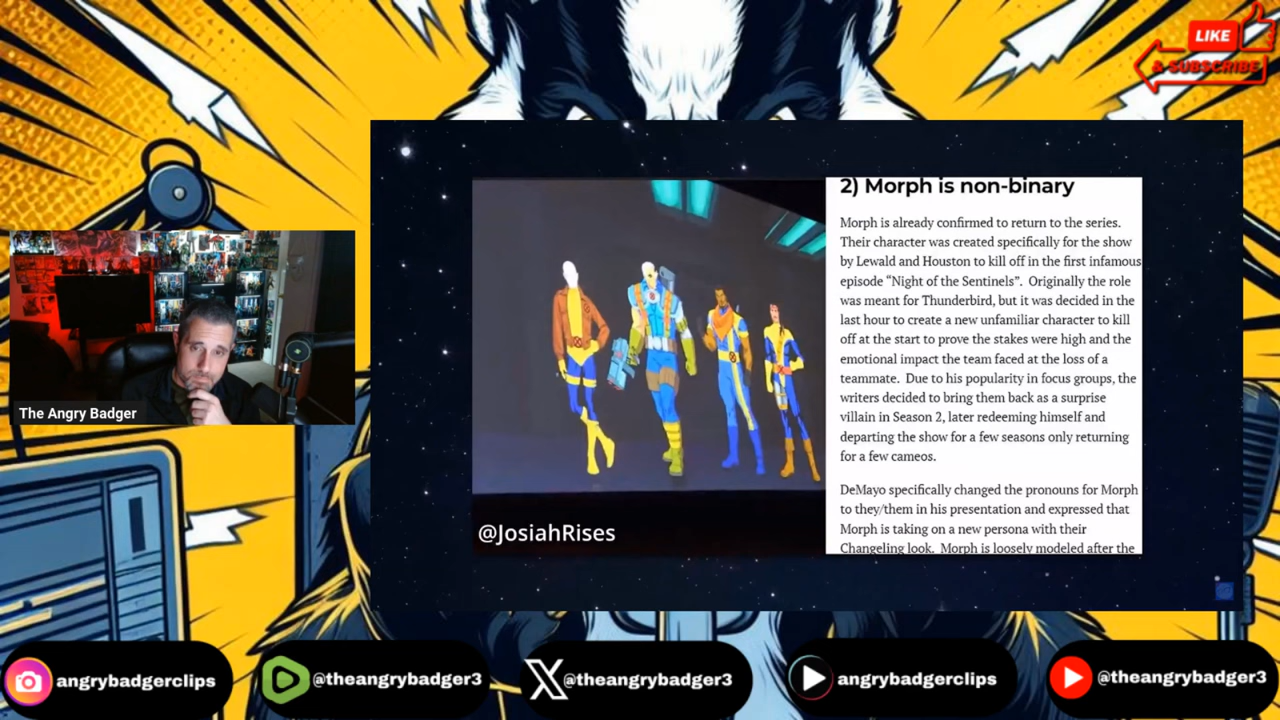 LIKE
& SUBSCRIBE
2) Morph is non-binary
Morph is already confirmed to return to the series.
Their character was created specifically for the show
by Lewald and Houston to kill off in the first infamous
episode “Night of the Sentinels”. Originally the role
was meant for Thunderbird, but it was decided in the
last hour to create a new unfamiliar character to kill
off at the start to prove the stakes were high and the
emotional impact the team faced at the loss of a
teammate. Due to his popularity in focus groups, the
writers decided to bring them back as a surprise
villain in Season 2, later redeeming himself and
departing the show for a few seasons only returning
for a few cameos.
DeMayo specifically changed the pronouns for Morph
to they/them in his presentation and expressed that
Morph is taking on a new persona with their
Changeling look. Morph is loosely modeled after the
@JosiahRises
The Angry Badger
angrybadgerclips
@theangrybadger3
@theangrybadger3
angrybadgerclips
@theangrybadger3